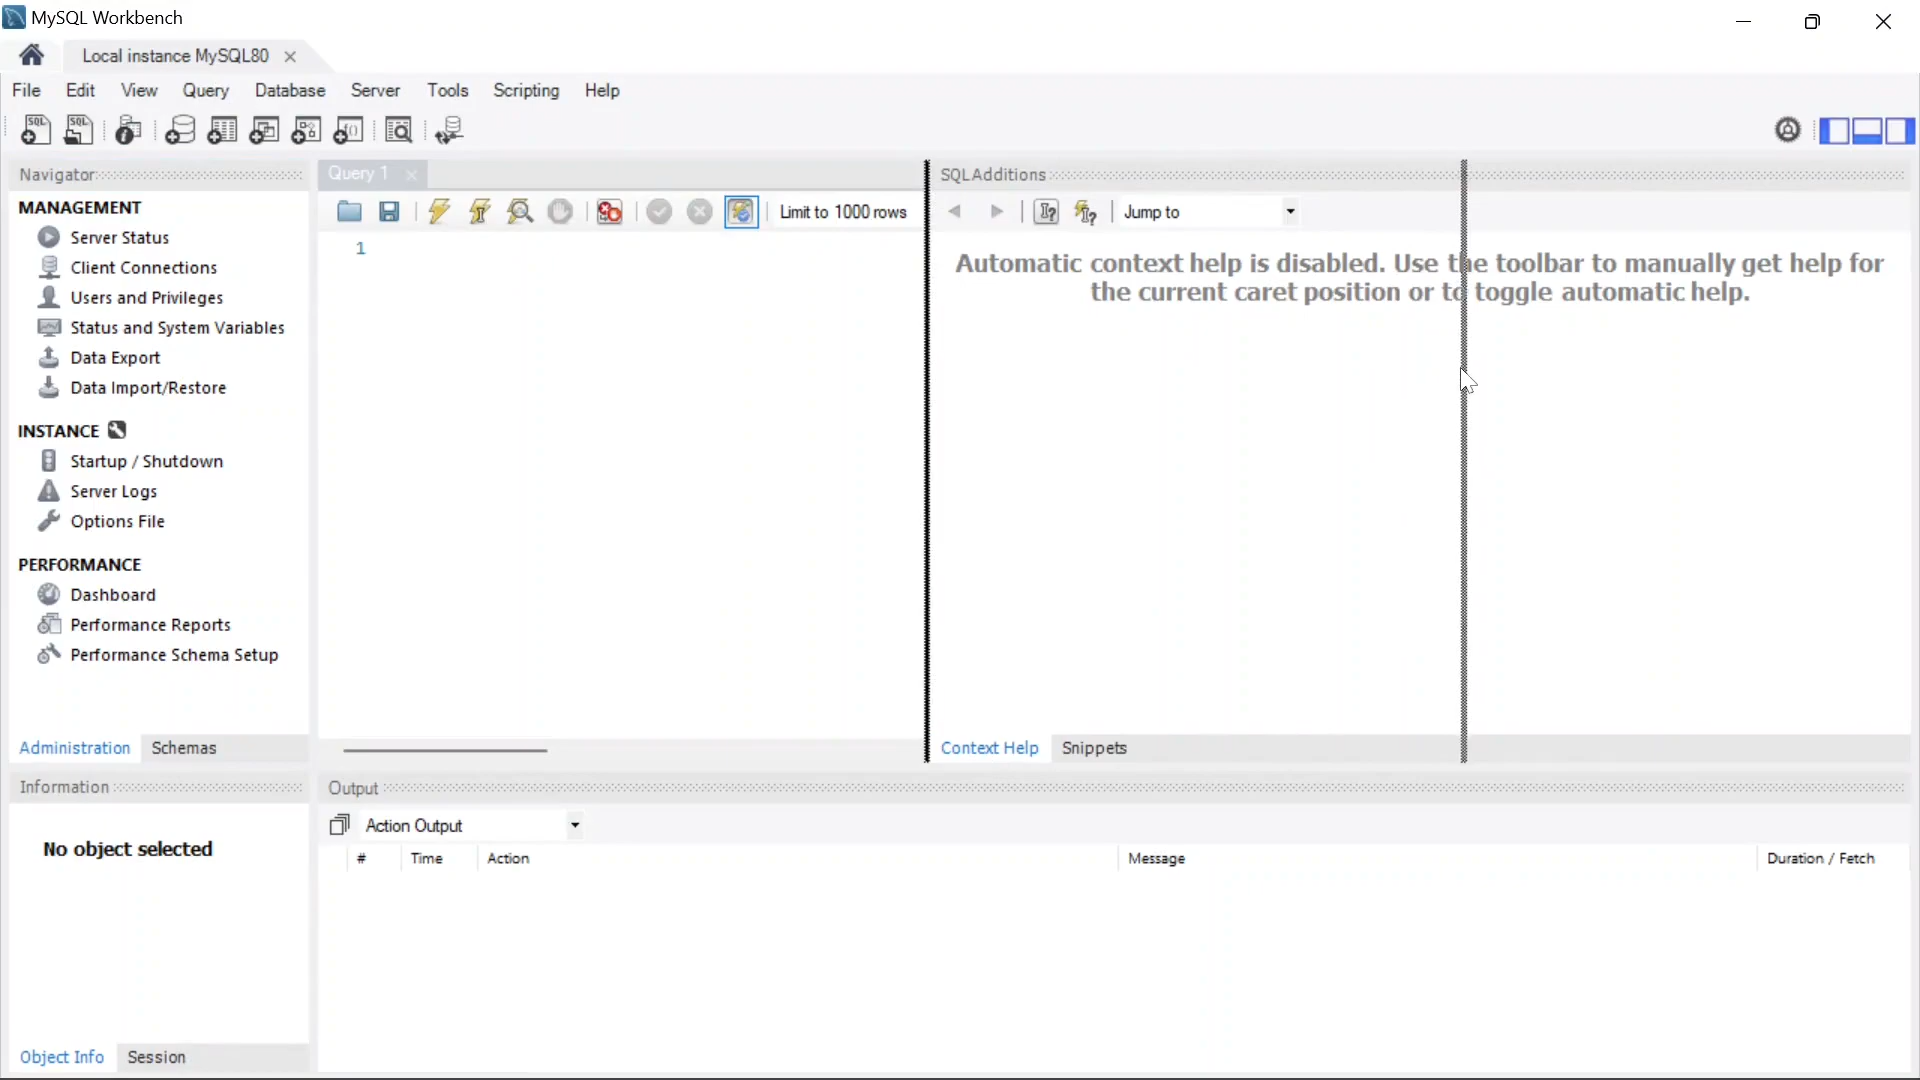 MySQL Workbench
Local instance MySQL80
File Edit View Query Database Server Tools Scripting Help
Navigator
MANAGEMENT
Server Status
Client Connections
Users and Privileges
Status and System Variables
Data Export
Data Import/Restore
INSTANCE
Startup / Shutdown
Server Logs
Options File
PERFORMANCE
Dashboard
Performance Reports
Performance Schema Setup
Administration Schemas
Information
No object selected
Object Info Session
Query 1
Limit to 1000 rows
1
SQLAdditions
Jump to
Automatic context help is disabled. Use the toolbar to manually get help for
the current caret position or to toggle automatic help.
Context Help Snippets
Output
Action Output
# Time Action Message Duration / Fetch